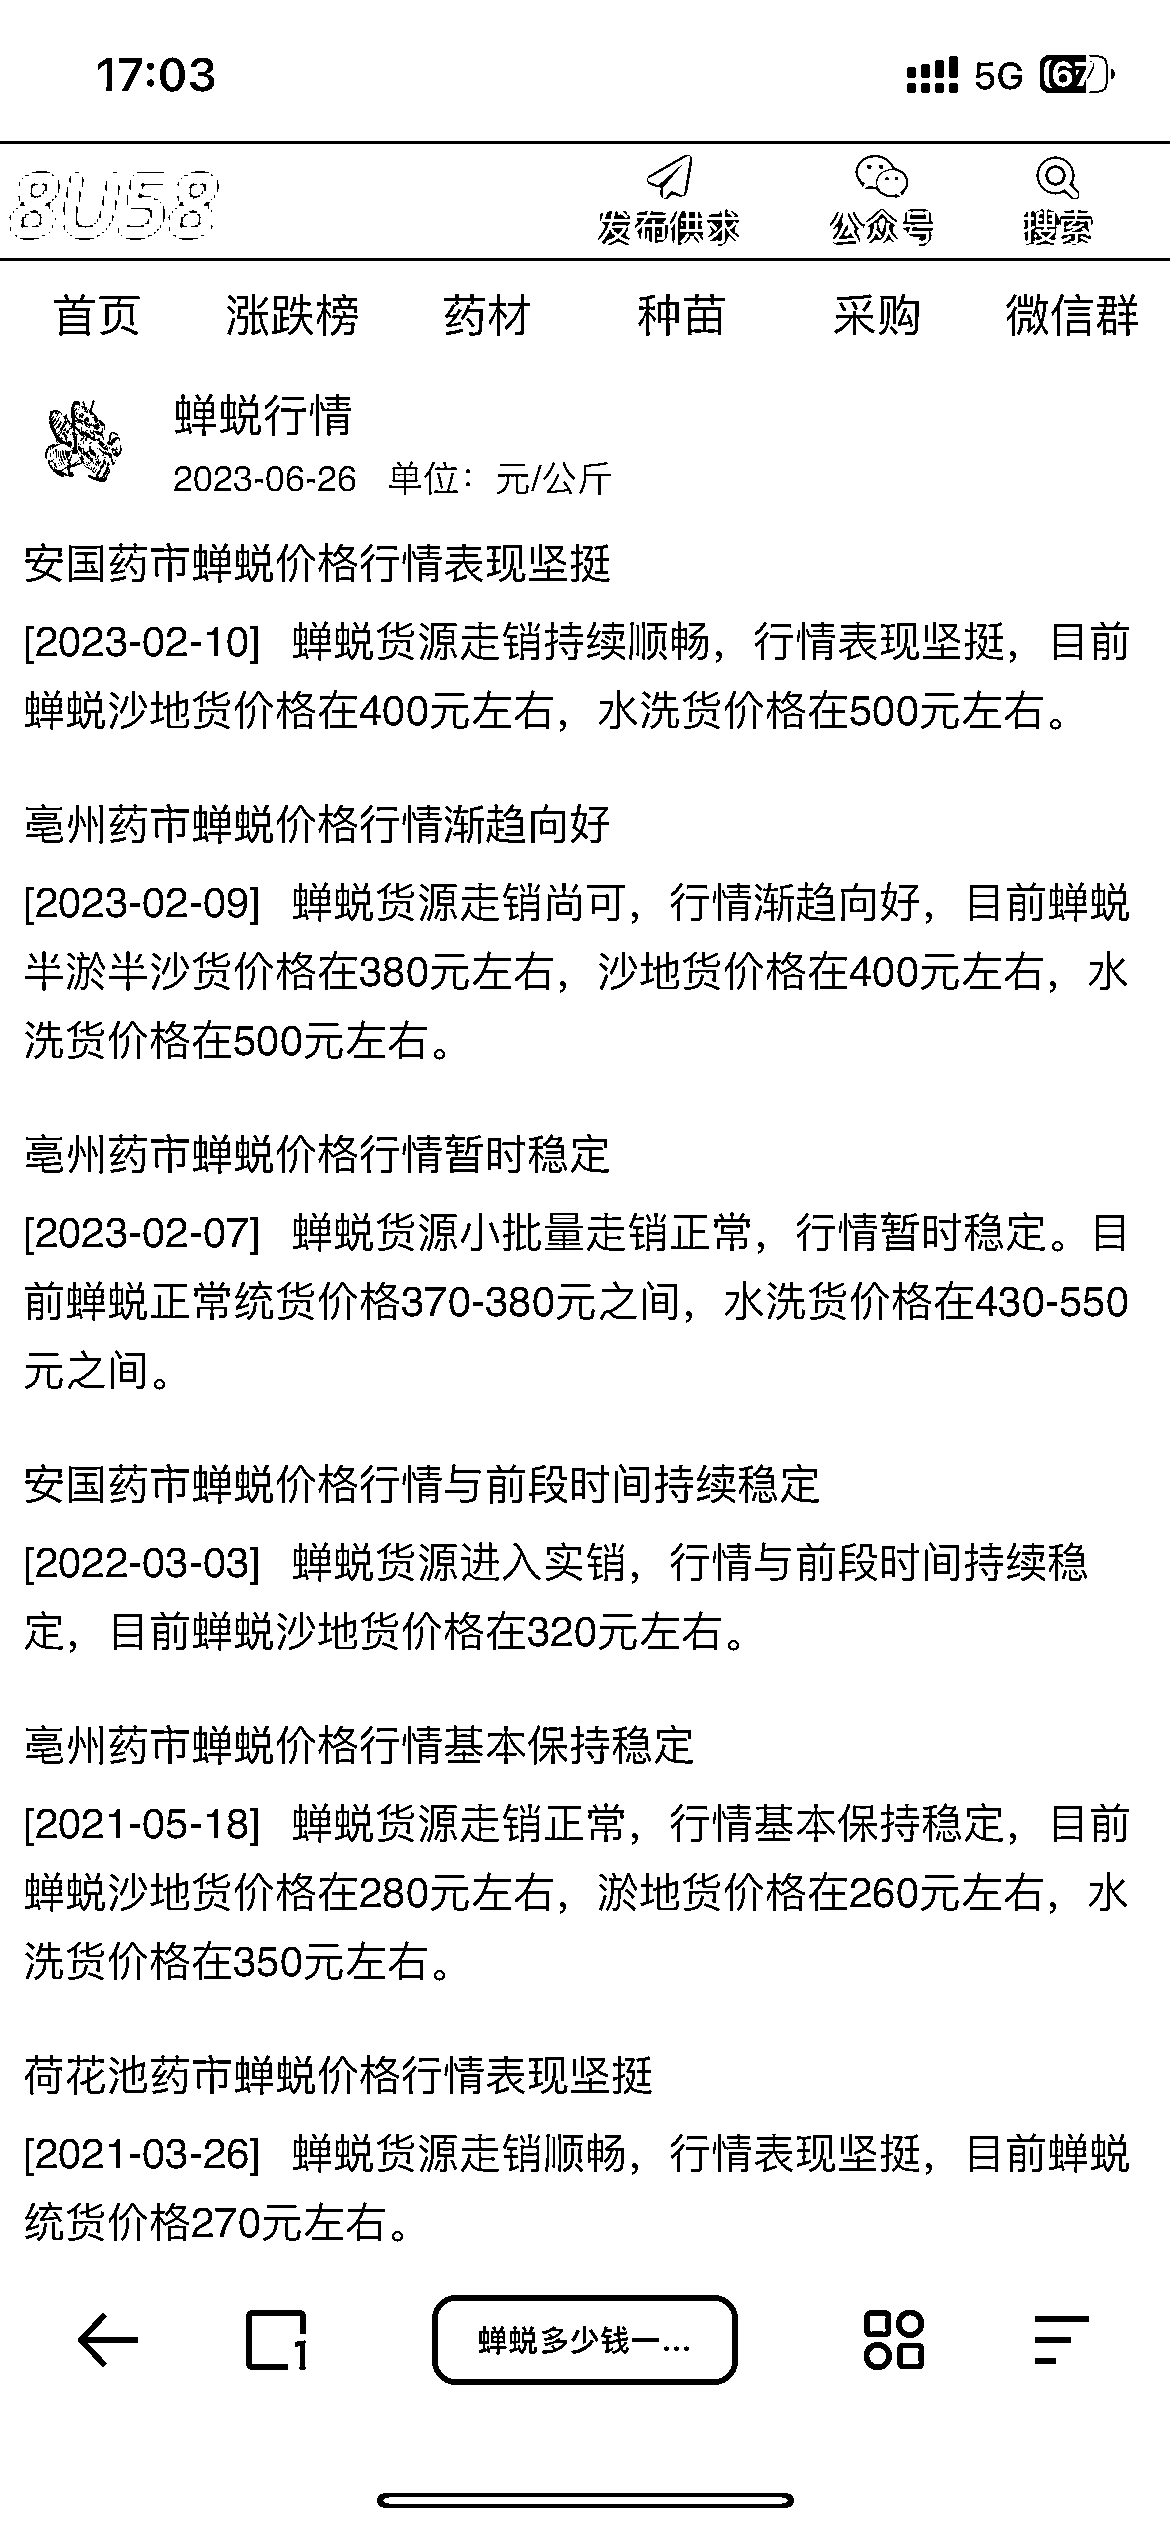 17:03
5G 67
8U58
发布供求 公众号 搜索
首页 涨跌榜 药材 种苗 采购 微信群
蝉蜕行情
2023-06-26 单位：元/公斤
安国药市蝉蜕价格行情表现坚挺
[2023-02-10] 蝉蜕货源走销持续顺畅，行情表现坚挺，目前
蝉蜕沙地货价格在400元左右，水洗货价格在500元左右。
亳州药市蝉蜕价格行情渐趋向好
[2023-02-09] 蝉蜕货源走销尚可，行情渐趋向好，目前蝉蜕
半淤半沙货价格在380元左右，沙地货价格在400元左右，水
洗货价格在500元左右。
亳州药市蝉蜕价格行情暂时稳定
[2023-02-07] 蝉蜕货源小批量走销正常，行情暂时稳定。目
前蝉蜕正常统货价格370-380元之间，水洗货价格在430-550
元之间。
安国药市蝉蜕价格行情与前段时间持续稳定
[2022-03-03] 蝉蜕货源进入实销，行情与前段时间持续稳
定，目前蝉蜕沙地货价格在320元左右。
亳州药市蝉蜕价格行情基本保持稳定
[2021-05-18] 蝉蜕货源走销正常，行情基本保持稳定，目前
蝉蜕沙地货价格在280元左右，淤地货价格在260元左右，水
洗货价格在350元左右。
荷花池药市蝉蜕价格行情表现坚挺
[2021-03-26] 蝉蜕货源走销顺畅，行情表现坚挺，目前蝉蜕
统货价格270元左右。
1
蝉蜕多少钱一...